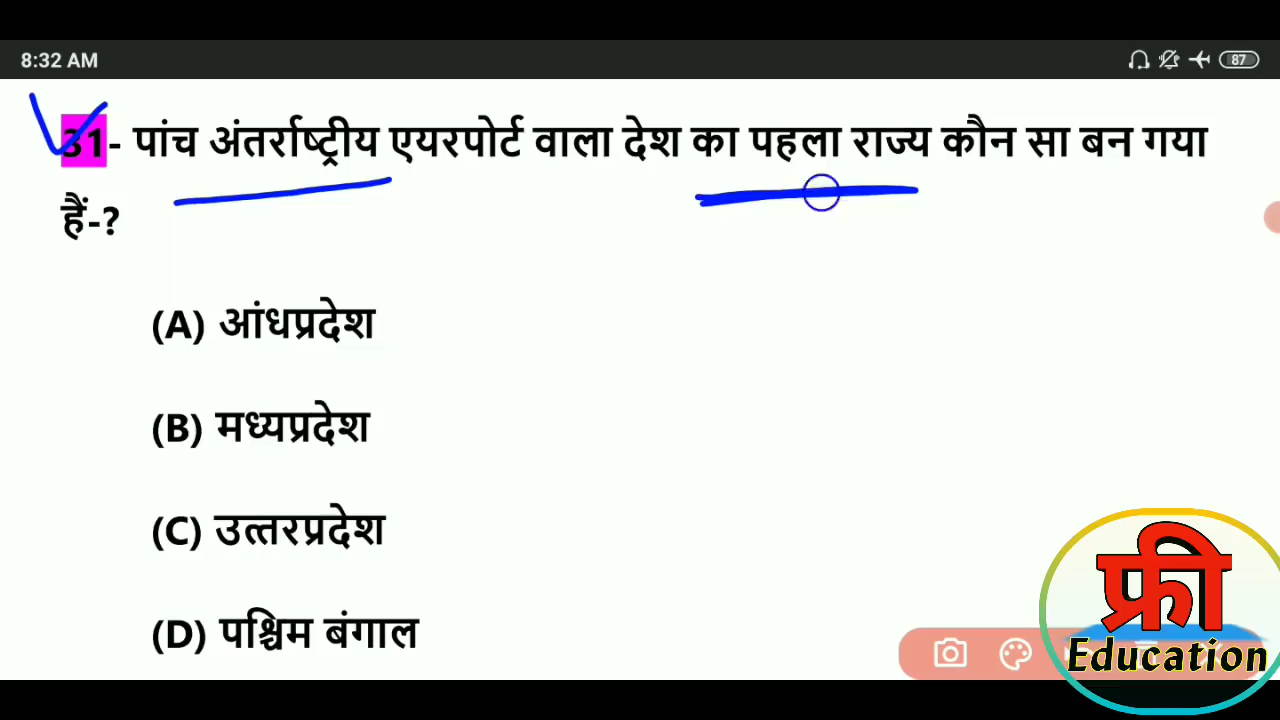 8:32 AM
87
31- पांच अंतर्राष्ट्रीय एयरपोर्ट वाला देश का पहला राज्य कौन सा बन गया
हैं-?
(A) आंधप्रदेश
(B) मध्यप्रदेश
(C) उत्तरप्रदेश
(D) पश्चिम बंगाल
फ्री
Education